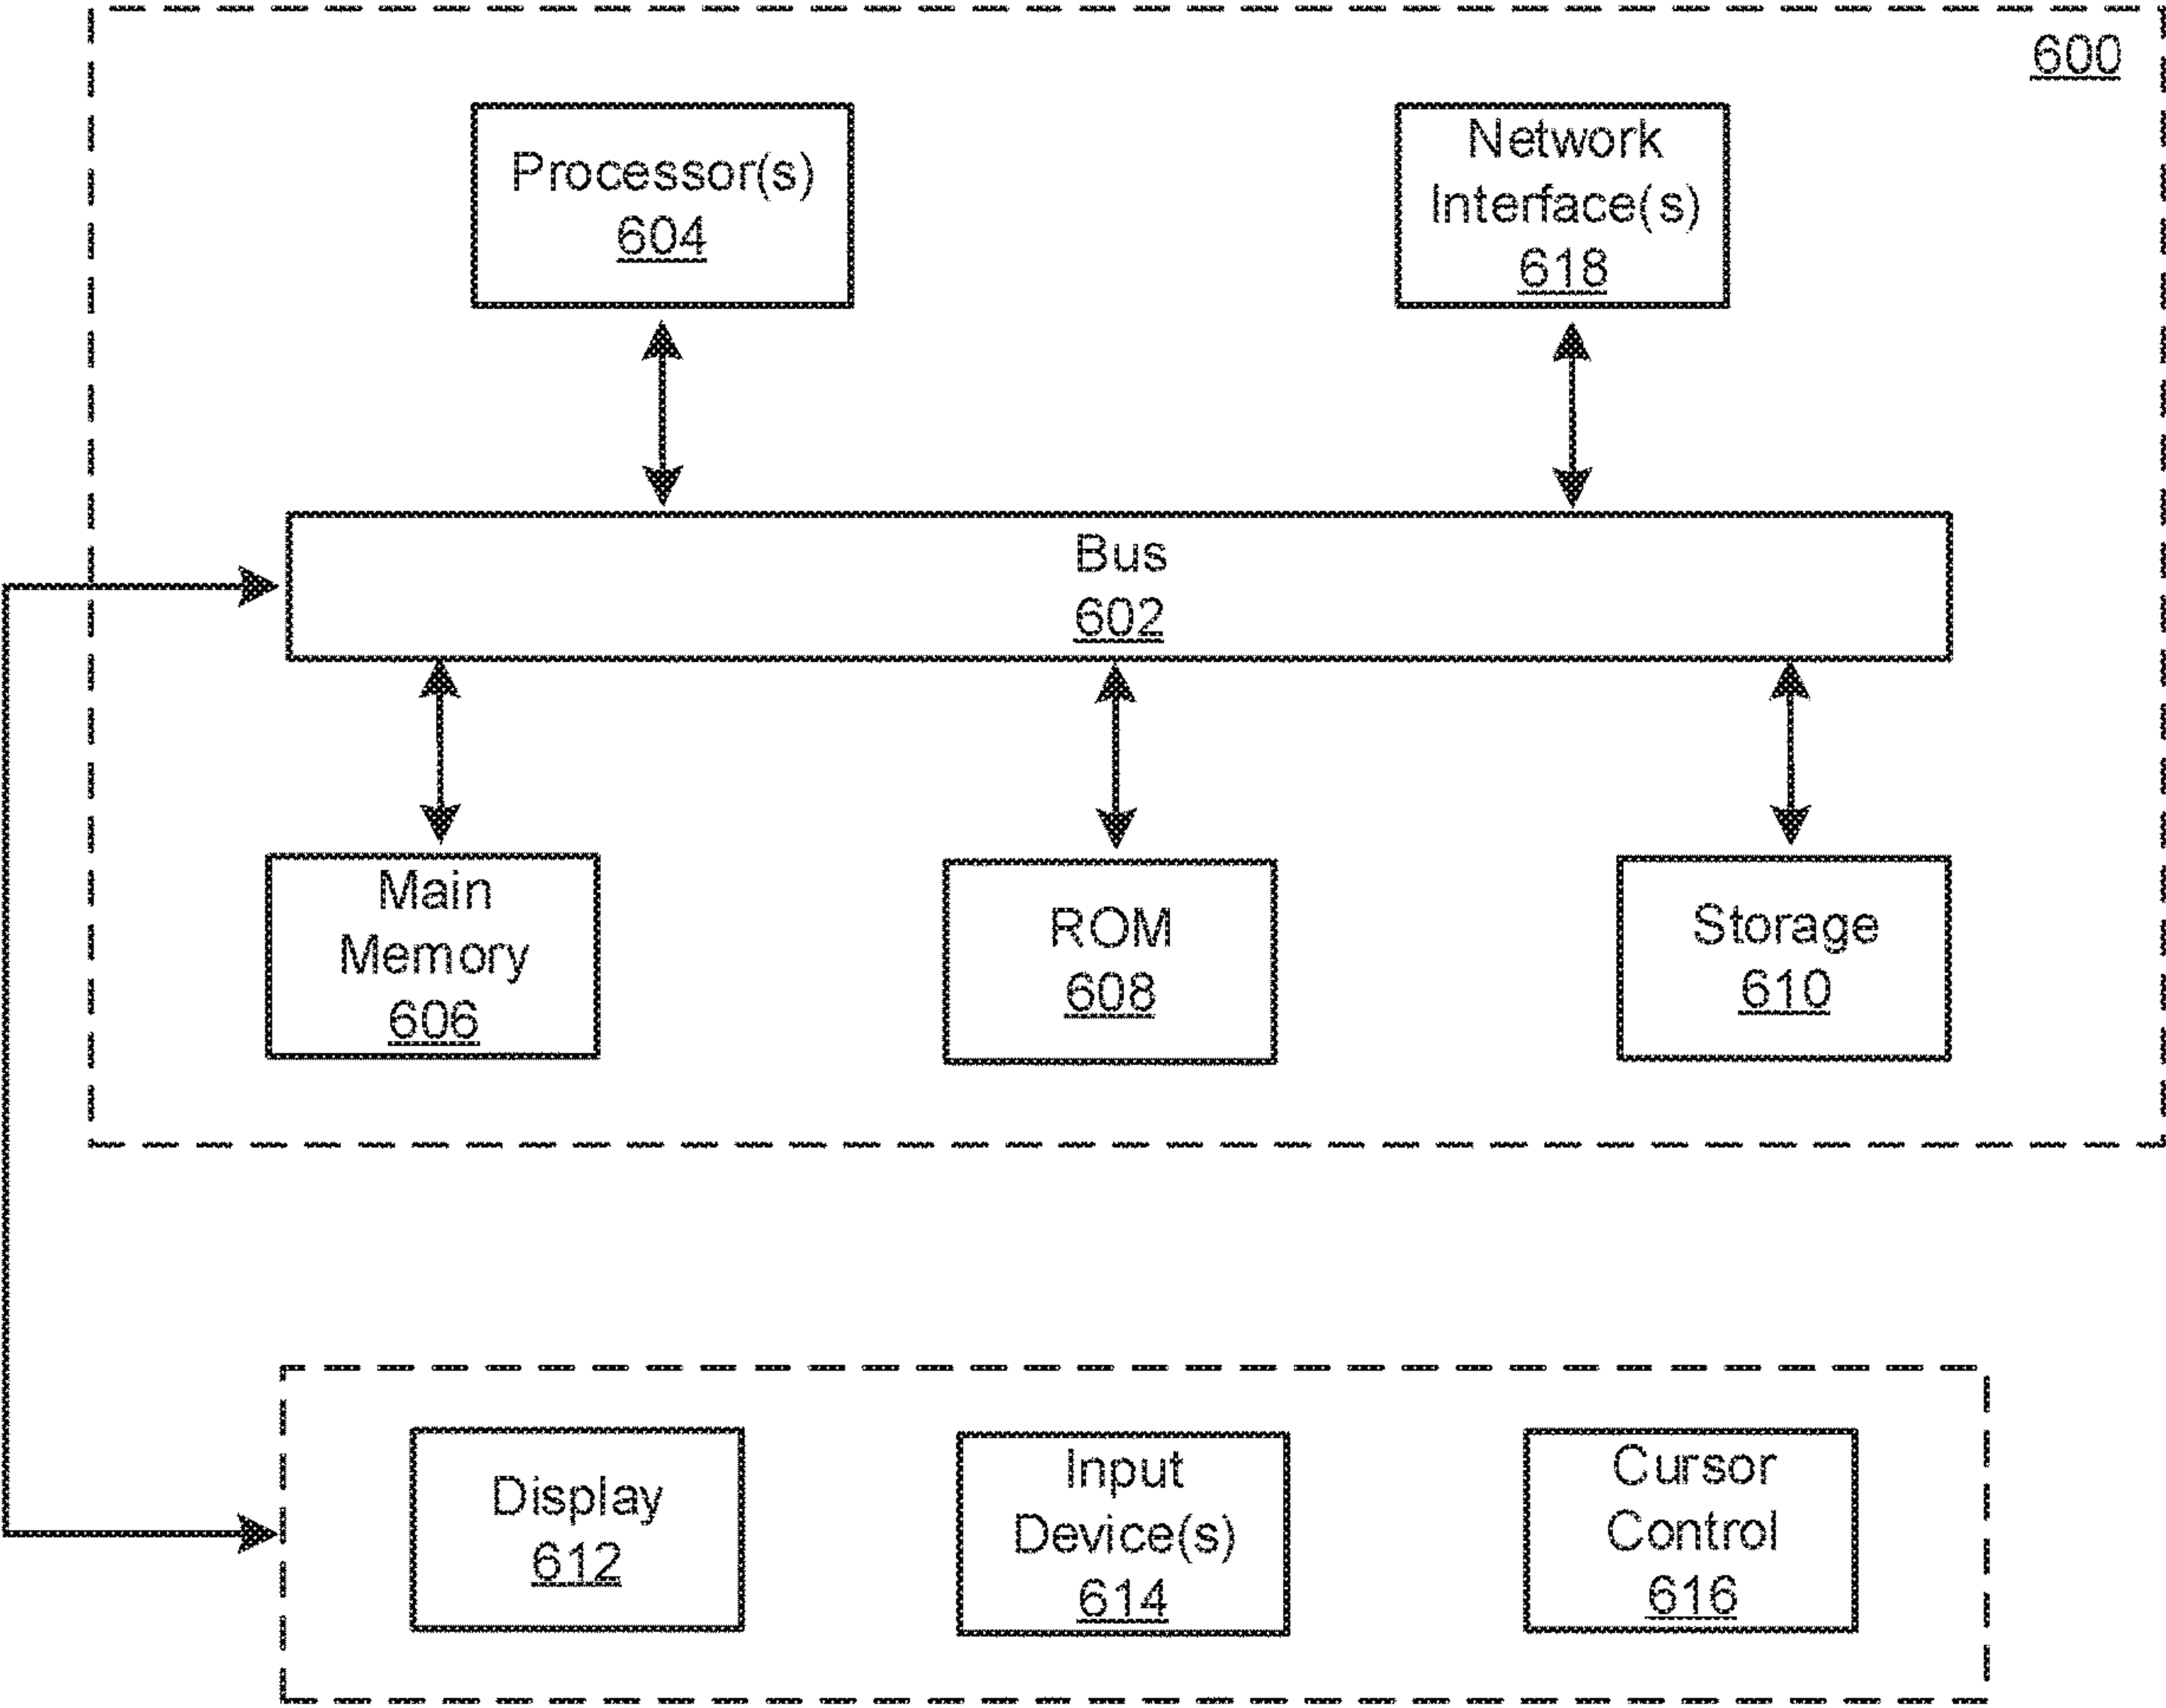 600
Processor(s)
604
Network
Interface(s)
618
Bus
602
Main
Memory
606
ROM
608
Storage
610
Display
612
Input
Device(s)
614
Cursor
Control
616